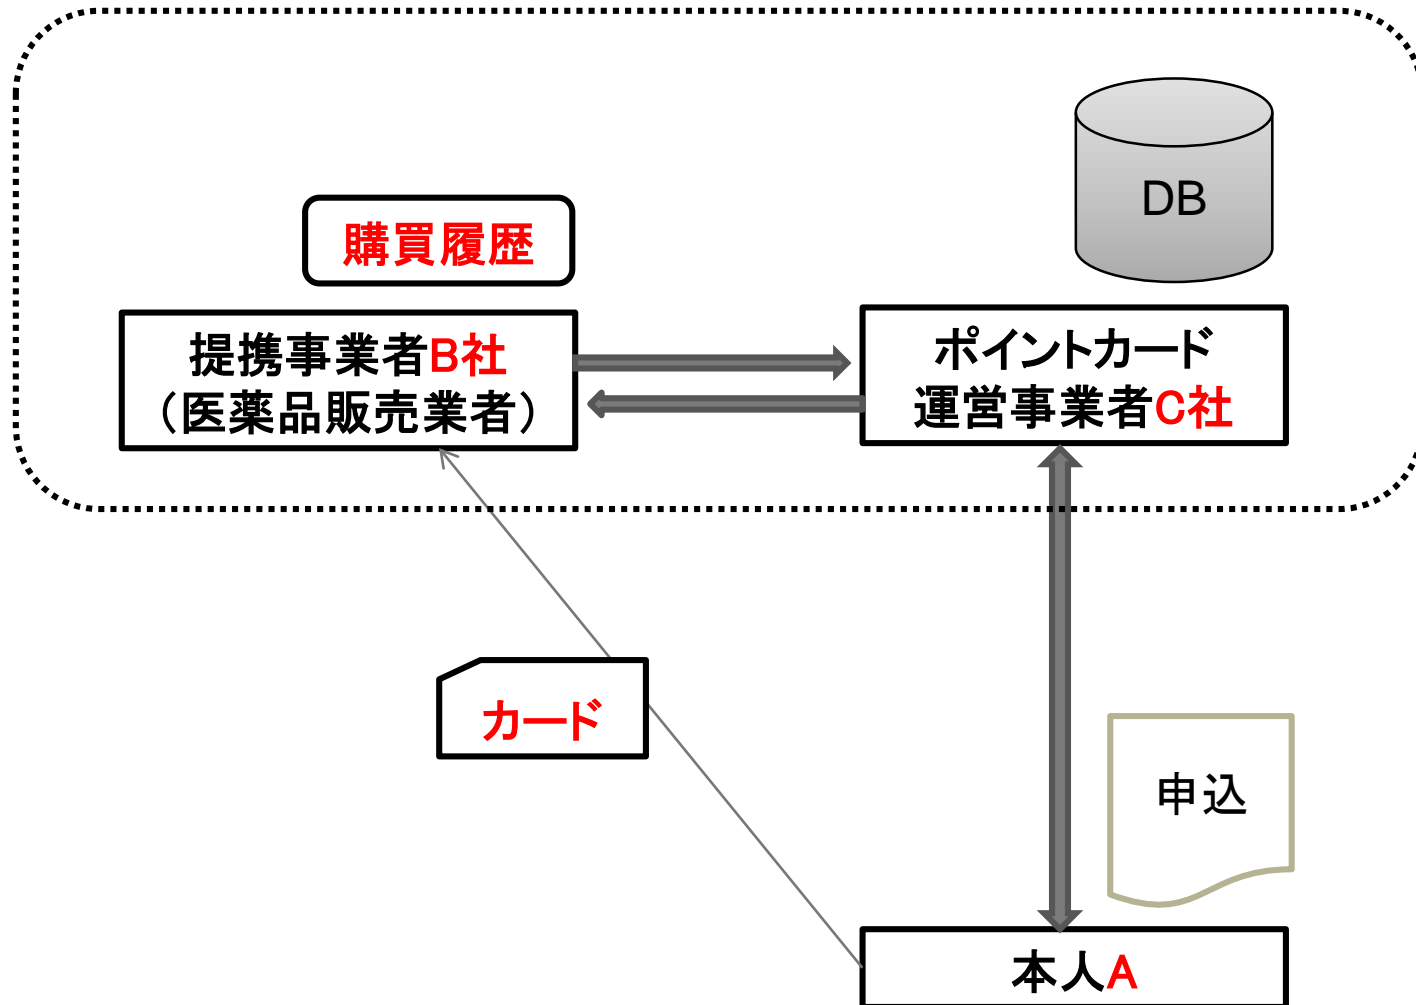 DB
購買履歴
提携事業者B社
（医薬品販売業者）
ポイントカード
運営事業者C社
カード
申込
本人A